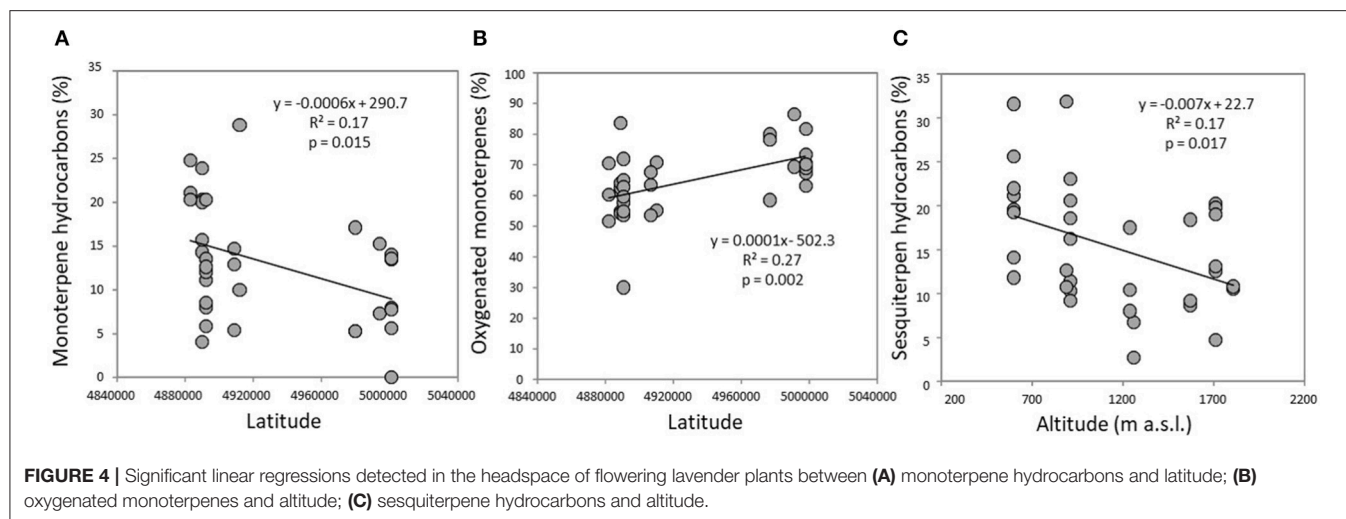 A
Monoterpene hydrocarbons (%)
35
30
25
20
15
10
5
0
y = -0.0006x + 290.7
R² = 0.17
p = 0.015
4840000 4880000 4920000 4960000 5000000 5040000
Latitude
B
Oxygenated monoterpenes (%)
100
90
80
70
60
50
40
30
20
10
0
y = 0.0001x - 502.3
R² = 0.27
p = 0.002
4840000 4880000 4920000 4960000 5000000 5040000
Latitude
C
Sesquiterpen hydrocarbons (%)
35
30
25
20
15
10
5
0
y = -0.007x + 22.7
R² = 0.17
p = 0.017
200 700 1200 1700 2200
Altitude (m a.s.l.)
FIGURE 4 | Significant linear regressions detected in the headspace of flowering lavender plants between (A) monoterpene hydrocarbons and latitude; (B)
oxygenated monoterpenes and altitude; (C) sesquiterpene hydrocarbons and altitude.